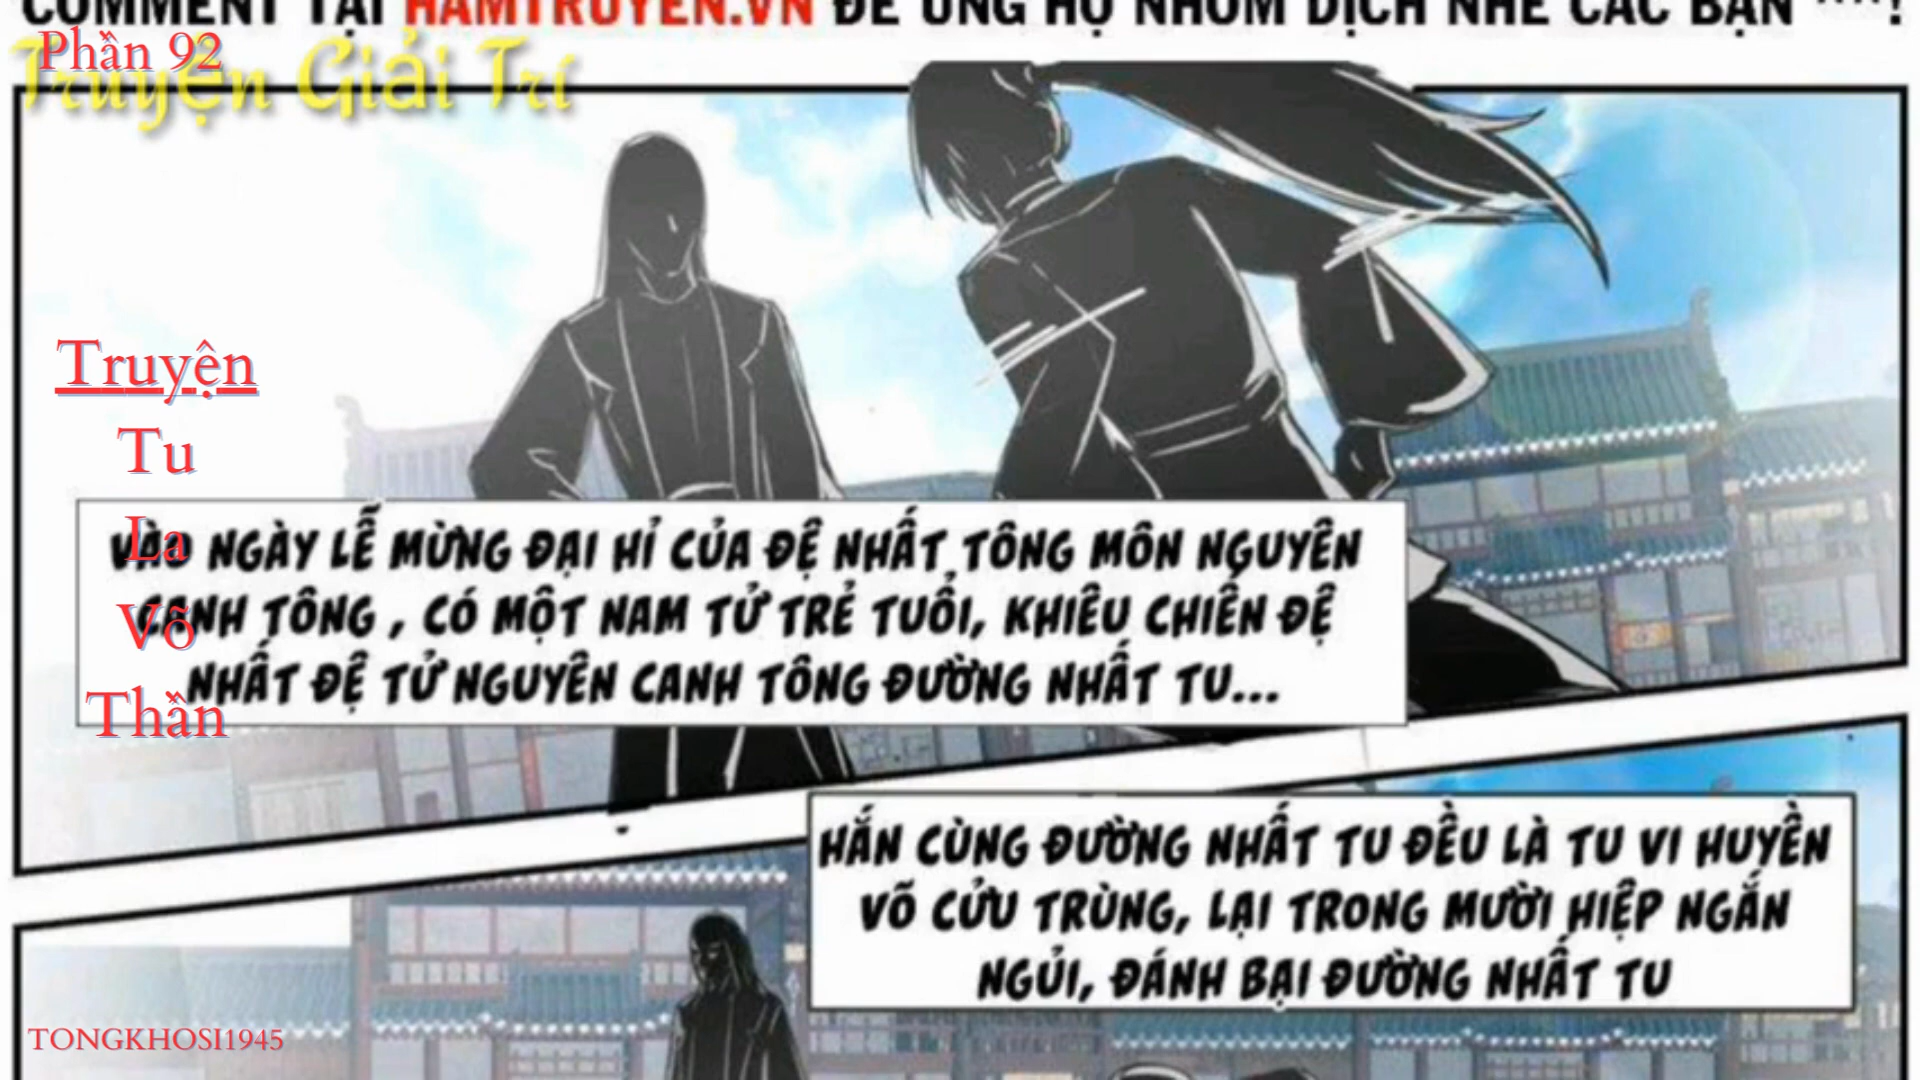 COMMENT TẠI HAMTRUYEN.VN ĐỂ ỦNG HỘ NHÓM DỊCH NHÉ CÁC BẠN ^^!
Phần 92
Truyện Giải Trí
Truyện
Tu
La
Võ
Thần
VÀO NGÀY LỄ MỪNG ĐẠI HỈ CỦA ĐỆ NHẤT TÔNG MÔN NGUYÊN
CANH TÔNG , CÓ MỘT NAM TỬ TRẺ TUỔI, KHIÊU CHIẾN ĐỆ
NHẤT ĐỆ TỬ NGUYÊN CANH TÔNG ĐƯỜNG NHẤT TU...
HẮN CÙNG ĐƯỜNG NHẤT TU ĐỀU LÀ TU VI HUYỀN
VÕ CỬU TRÙNG, LẠI TRONG MƯỜI HIỆP NGẮN
NGỦI, ĐÁNH BẠI ĐƯỜNG NHẤT TU
TONGKHOSI1945